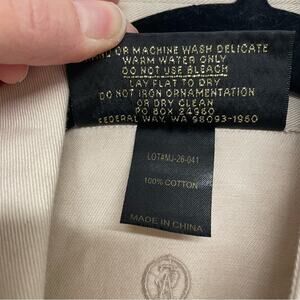 HAND OR MACHINE WASH DELICATE
WARM WATER ONLY
DO NOT USE BLEACH
LAY FLAT TO DRY
DO NOT IRON ORNAMENTATION
OR DRY CLEAN
PO BOX 24960
FEDERAL WAY, WA 98093-1960
LOT#MJ-26-041
100% COTTON
MADE IN CHINA